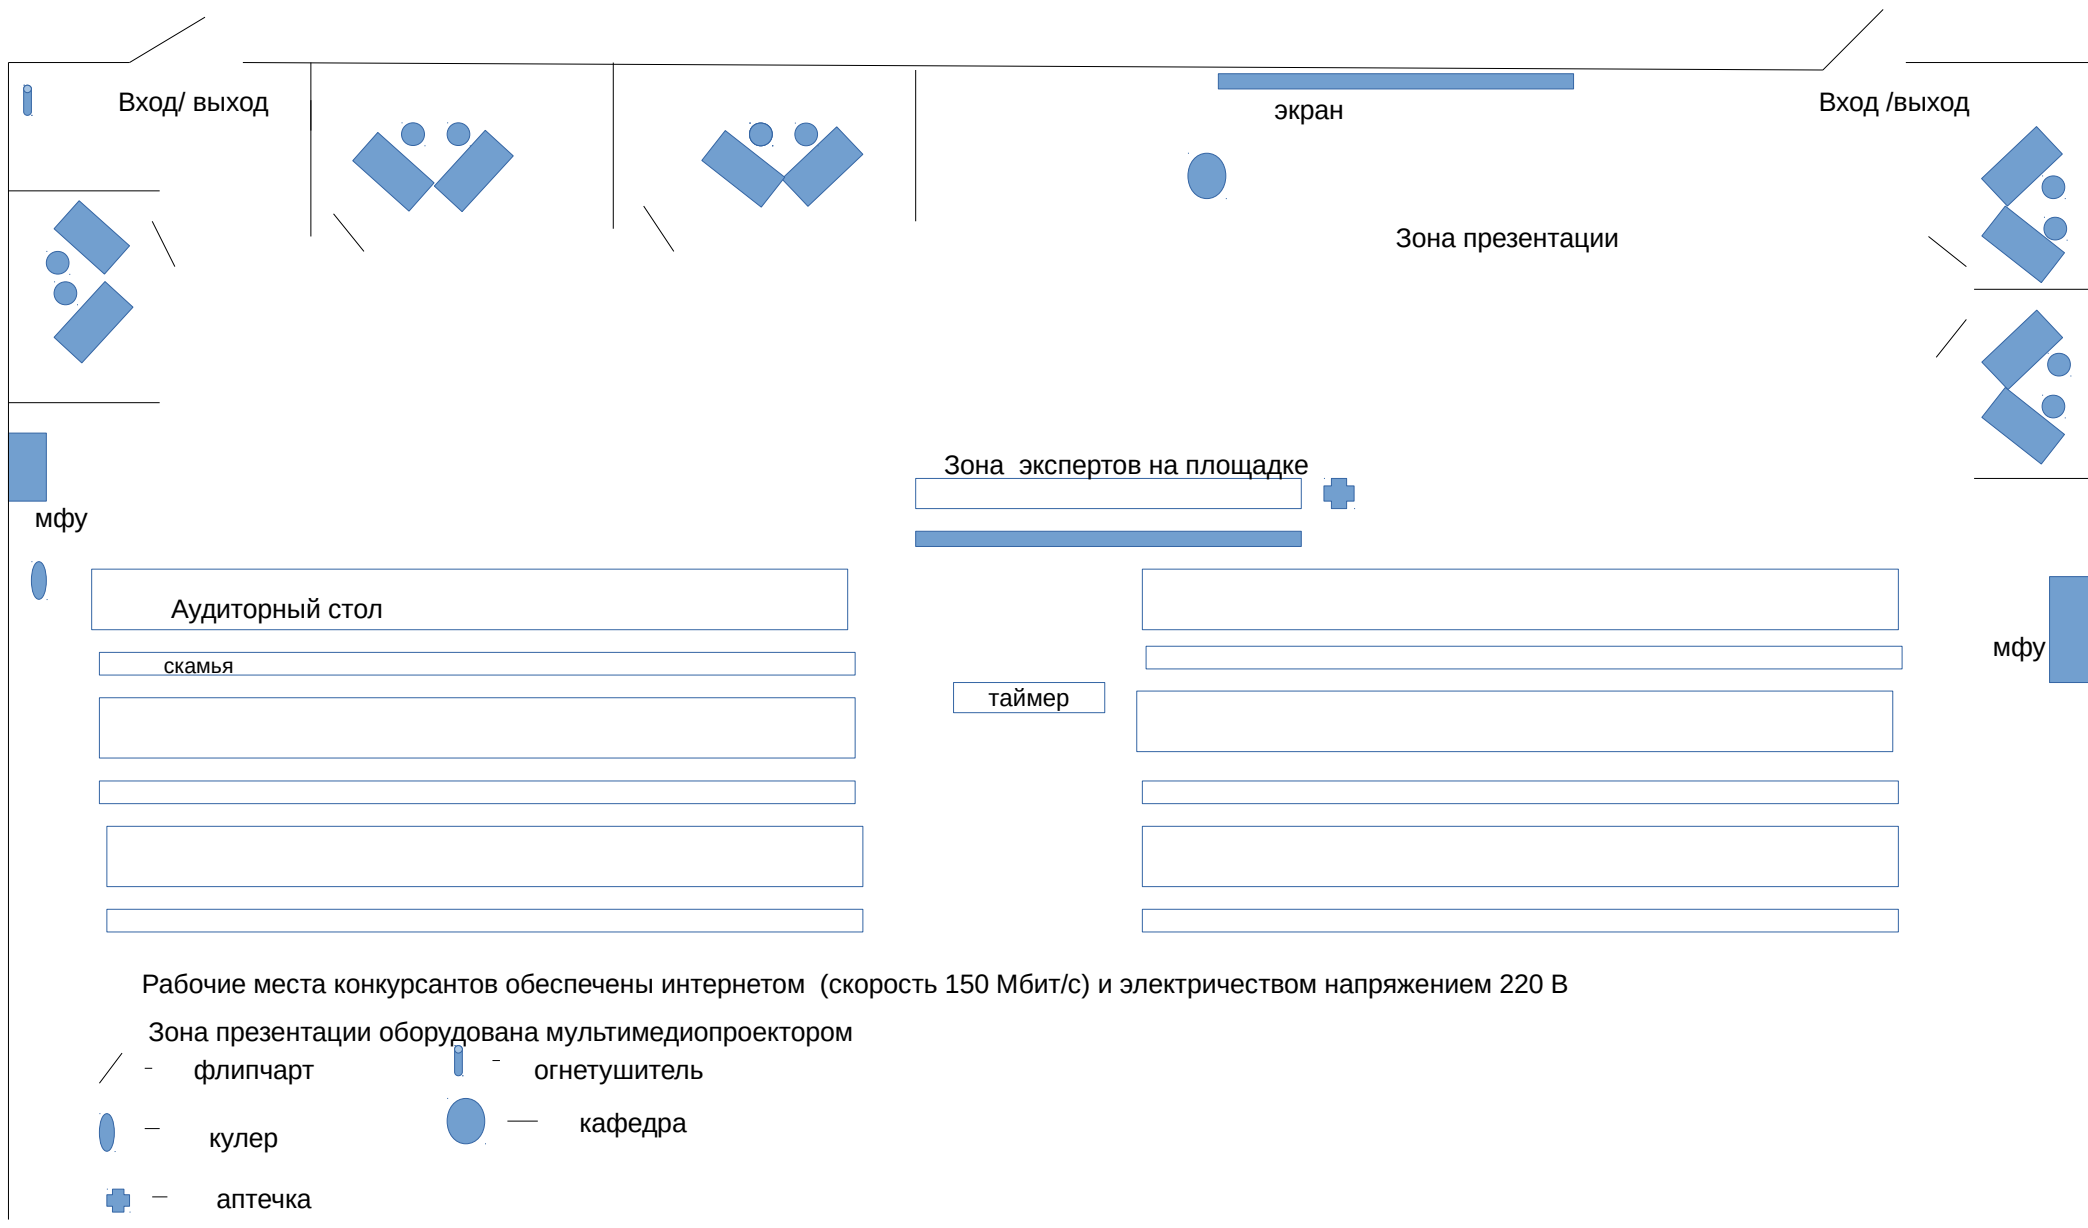 Вход/ выход
экран
Вход /выход
Зона презентации
Зона  экспертов на площадке
мфу
Аудиторный стол
скамья
таймер
мфу
Рабочие места конкурсантов обеспечены интернетом  (скорость 150 Мбит/с) и электричеством напряжением 220 В
Зона презентации оборудована мультимедиопроектором
- флипчарт
- огнетушитель
— кулер
— кафедра
— аптечка